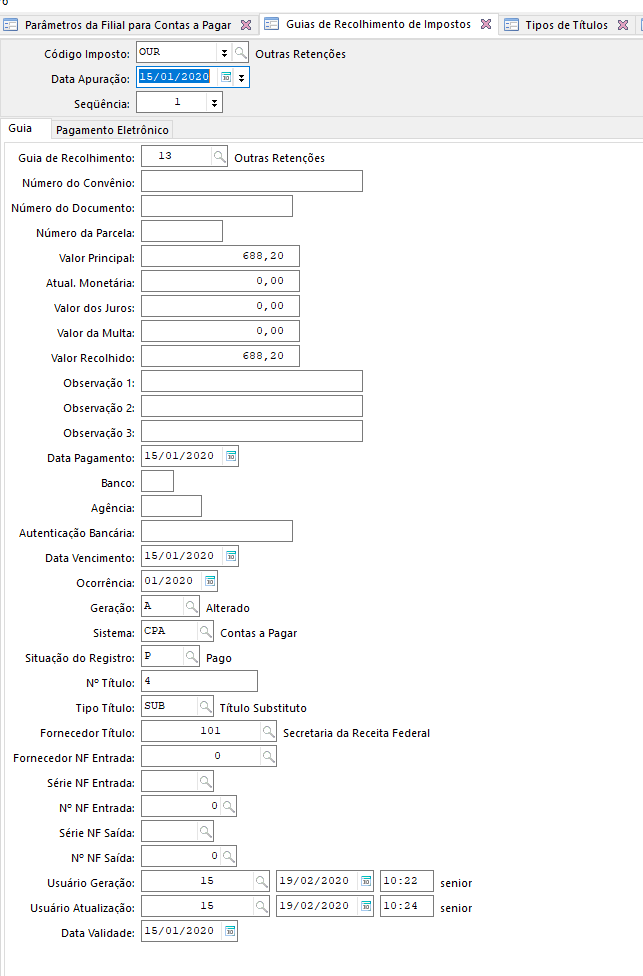 Parâmetros da Filial para Contas a Pagar Guias de Recolhimento de Impostos Tipos de Títulos
Código Imposto: OUR Outras Retenções
Data Apuração: 15/01/2020
Seqüência: 1
Guia Pagamento Eletrônico
Guia de Recolhimento: 13 Outras Retenções
Número do Convênio:
Número do Documento:
Número da Parcela:
Valor Principal: 688,20
Atual. Monetária: 0,00
Valor dos Juros: 0,00
Valor da Multa: 0,00
Valor Recolhido: 688,20
Observação 1:
Observação 2:
Observação 3:
Data Pagamento: 15/01/2020
Banco:
Agência:
Autenticação Bancária:
Data Vencimento: 15/01/2020
Ocorrência: 01/2020
Geração: A Alterado
Sistema: CPA Contas a Pagar
Situação do Registro: P Pago
Nº Título: 4
Tipo Título: SUB Título Substituto
Fornecedor Título: 101 Secretaria da Receita Federal
Fornecedor NF Entrada: 0
Série NF Entrada:
Nº NF Entrada: 0
Série NF Saída:
Nº NF Saída: 0
Usuário Geração: 15 19/02/2020 10:22 senior
Usuário Atualização: 15 19/02/2020 10:24 senior
Data Validade: 15/01/2020